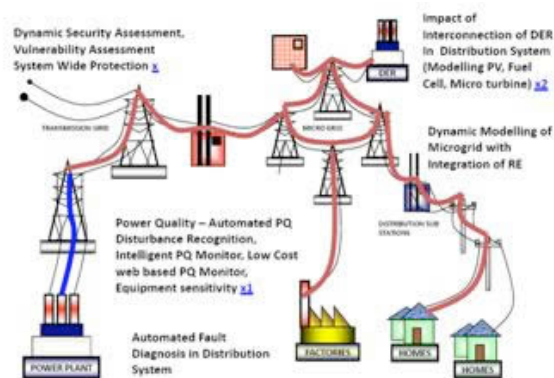 Dynamic Security Assessment,
Vulnerability Assessment
System Wide Protection x
Impact of
Interconnection of DER
In Distribution System
(Modelling PV, Fuel
Cell, Micro turbine) x2
DER
TRANSMISSION GRID
MICRO GRID
Dynamic Modelling of
Microgrid with
Integration of RE
DISTRIBUTION SUB
STATIONS
Power Quality – Automated PQ
Disturbance Recognition,
Intelligent PQ Monitor, Low Cost
web based PQ Monitor,
Equipment sensitivity x1
Automated Fault
Diagnosis in Distribution
System
POWER PLANT
FACTORIES
HOMES
HOMES